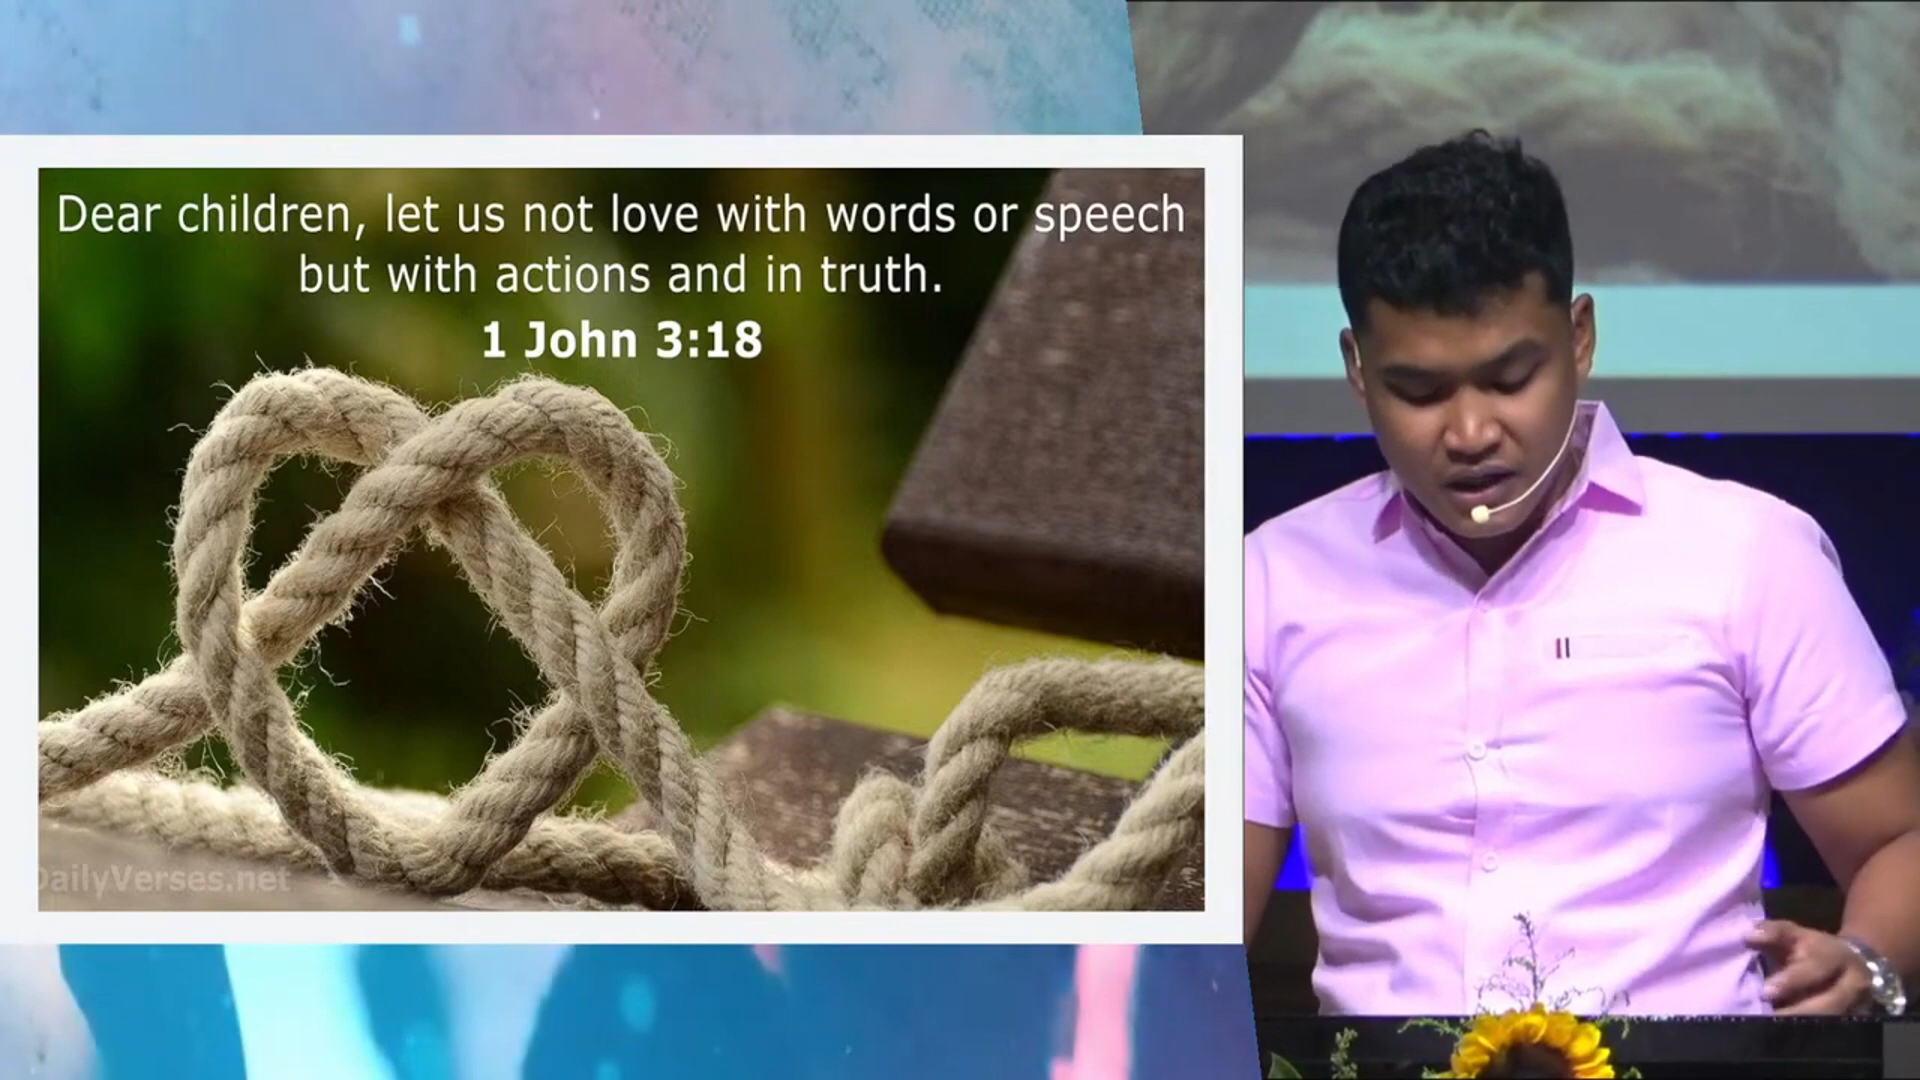 Dear children, let us not love with words or speech
but with actions and in truth.
1 John 3:18
DailyVerses.net